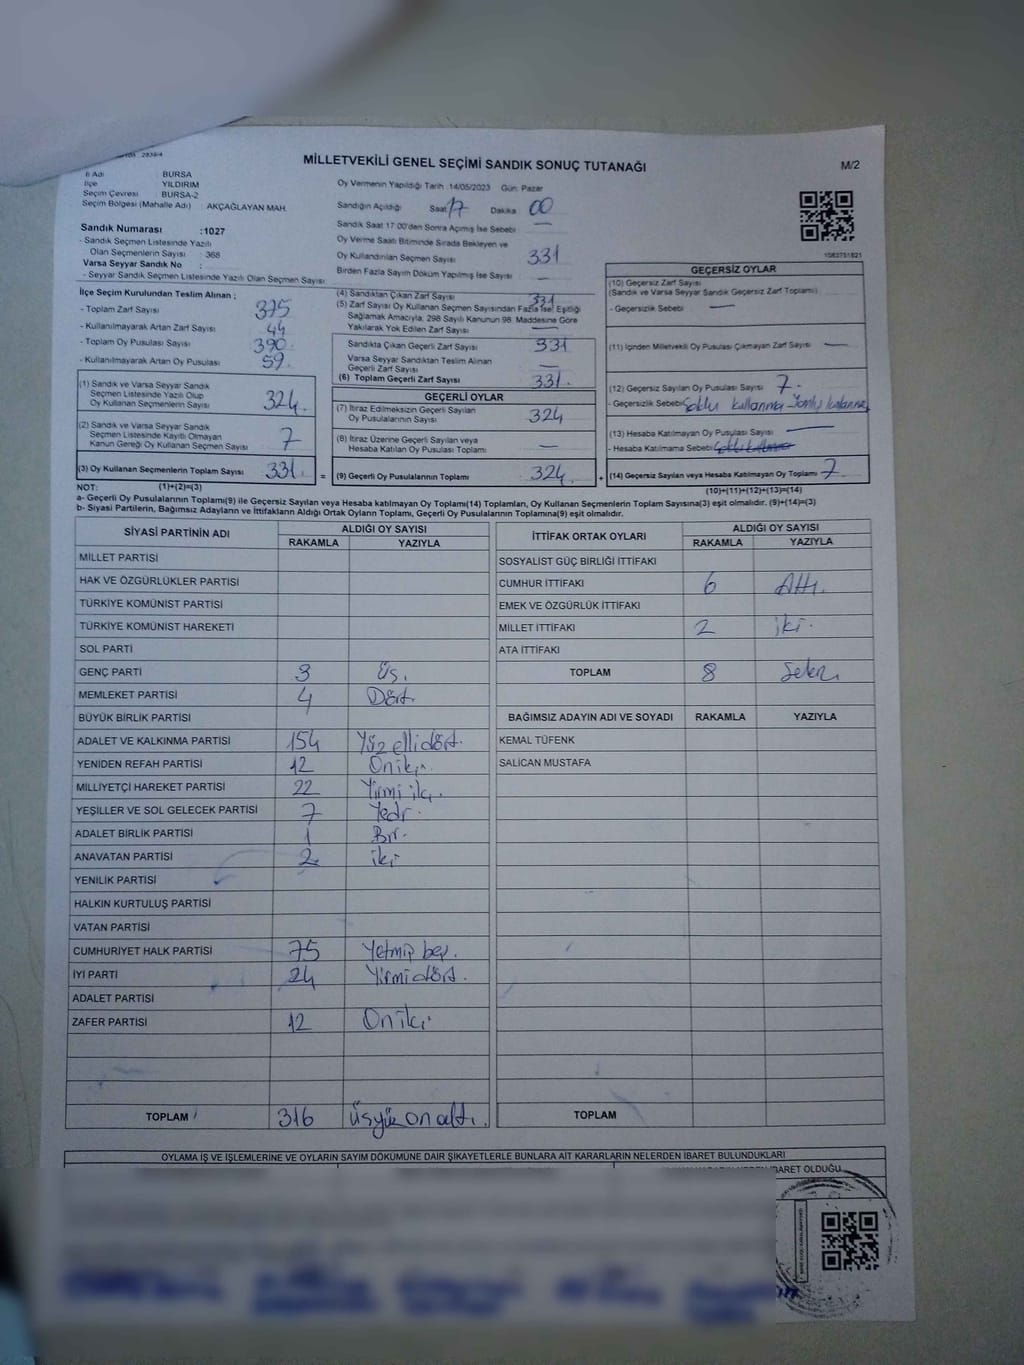 MİLLETVEKİLİ GENEL SEÇİMİ SANDIK SONUÇ TUTANAĞI
M/2
İl Adı BURSA
İlçe YILDIRIM
Seçim Çevresi : BURSA-2
Seçim Bölgesi (Mahalle Adı) : AKÇAĞLAYAN MAH.
Sandık Numarası :1027
- Sandık Seçmen Listesinde Yazılı
Olan Seçmenlerin Sayısı : 368
Varsa Seyyar Sandık No :
- Seyyar Sandık Seçmen Listesinde Yazılı Olan Seçmen Sayısı
Oy Vermenin Yapıldığı Tarih :14/05/2023 Gün: Pazar
Sandığın Açıldığı Saat 17 Dakika 00
Sandık Saat 17:00'den Sonra Açılmış İse Sebebi —
Oy Verme Saati Bitiminde Sırada Bekleyen ve
Oy Kullandırılan Seçmen Sayısı 331
Birden Fazla Sayım Döküm Yapılmış İse Sayısı —
İlçe Seçim Kurulundan Teslim Alınan ;
- Toplam Zarf Sayısı 375
- Kullanılmayarak Artan Zarf Sayısı 44
- Toplam Oy Pusulası Sayısı 390
- Kullanılmayarak Artan Oy Pusulası 59
(1) Sandık ve Varsa Seyyar Sandık
Seçmen Listesinde Yazılı Olup
Oy Kullanan Seçmenlerin Sayısı 324
(2) Sandık ve Varsa Seyyar Sandık
Seçmen Listesinde Kayıtlı Olmayan
Kanun Gereği Oy Kullanan Seçmen Sayısı 7
(3) Oy Kullanan Seçmenlerin Toplam Sayısı 331 =
(4) Sandıktan Çıkan Zarf Sayısı 331
(5) Zarf Sayısı Oy Kullanan Seçmen Sayısından Fazla İse; Eşitliği
Sağlamak Amacıyla, 298 Sayılı Kanunun 98. Maddesine Göre
Yakılarak Yok Edilen Zarf Sayısı —
Sandıkta Çıkan Geçerli Zarf Sayısı 331
Varsa Seyyar Sandıktan Teslim Alınan
Geçerli Zarf Sayısı —
(6) Toplam Geçerli Zarf Sayısı 331.
GEÇERLİ OYLAR
(7) İtiraz Edilmeksizin Geçerli Sayılan
Oy Pusulalarının Sayısı 324
(8) İtiraz Üzerine Geçerli Sayılan veya
Hesaba Katılan Oy Pusulası Toplamı —
(9) Geçerli Oy Pusulalarının Toplamı 324 +
GEÇERSİZ OYLAR
(10) Geçersiz Zarf Sayısı
(Sandık ve Varsa Seyyar Sandık Geçersiz Zarf Toplamı)
- Geçersizlik Sebebi —
(11) İçinden Milletvekili Oy Pusulası Çıkmayan Zarf Sayısı —
(12) Geçersiz Sayılan Oy Pusulası Sayısı 7.
- Geçersizlik Sebebi kullanma
(13) Hesaba Katılmayan Oy Pusulası Sayısı —
- Hesaba Katılmama Sebebi
(14) Geçersiz Sayılan veya Hesaba Katılmayan Oy Toplamı 7.
NOT: (1)+(2)=(3)
(10)+(11)+(12)+(13)=(14)
a- Geçerli Oy Pusulalarının Toplamı(9) ile Geçersiz Sayılan veya Hesaba katılmayan Oy Toplamı(14) Toplamları, Oy Kullanan Seçmenlerin Toplam Sayısına(3) eşit olmalıdır. (9)+(14)=(3)
b- Siyasi Partilerin, Bağımsız Adayların ve İttifakların Aldığı Ortak Oyların Toplamı, Geçerli Oy Pusulalarının Toplamına(9) eşit olmalıdır.
SİYASİ PARTİNİN ADI ALDIĞI OY SAYISI
RAKAMLA YAZIYLA
MİLLET PARTİSİ
HAK VE ÖZGÜRLÜKLER PARTİSİ
TÜRKİYE KOMÜNİST PARTİSİ
TÜRKİYE KOMÜNİST HAREKETİ
SOL PARTİ
GENÇ PARTİ 3 Üs.
MEMLEKET PARTİSİ 4 Dört.
BÜYÜK BİRLİK PARTİSİ
ADALET VE KALKINMA PARTİSİ 154 Yüz elli dört.
YENİDEN REFAH PARTİSİ 12 On iki.
MİLLİYETÇİ HAREKET PARTİSİ 22 Yirmi iki.
YEŞİLLER VE SOL GELECEK PARTİSİ 7 Yedi.
ADALET BİRLİK PARTİSİ 1 Bir.
ANAVATAN PARTİSİ 2 iki
YENİLİK PARTİSİ
HALKIN KURTULUŞ PARTİSİ
VATAN PARTİSİ
CUMHURİYET HALK PARTİSİ 75 Yetmiş beş.
İYİ PARTİ 24 Yirmi dört.
ADALET PARTİSİ
ZAFER PARTİSİ 12 On iki
TOPLAM 316 üsyüz on altı.
İTTİFAK ORTAK OYLARI ALDIĞI OY SAYISI
RAKAMLA YAZIYLA
SOSYALİST GÜÇ BİRLİĞİ İTTİFAKI
CUMHUR İTTİFAKI 6 Altı.
EMEK VE ÖZGÜRLÜK İTTİFAKI
MİLLET İTTİFAKI 2 iki.
ATA İTTİFAKI
TOPLAM 8 Sekiz
BAĞIMSIZ ADAYIN ADI VE SOYADI RAKAMLA YAZIYLA
KEMAL TÜFENK
SALİCAN MUSTAFA
TOPLAM
OYLAMA İŞ VE İŞLEMLERİNE VE OYLARIN SAYIM DÖKÜMÜNE DAİR ŞİKAYETLERLE BUNLARA AİT KARARLARIN NELERDEN İBARET BULUNDUKLARI
İBARET OLDUĞU